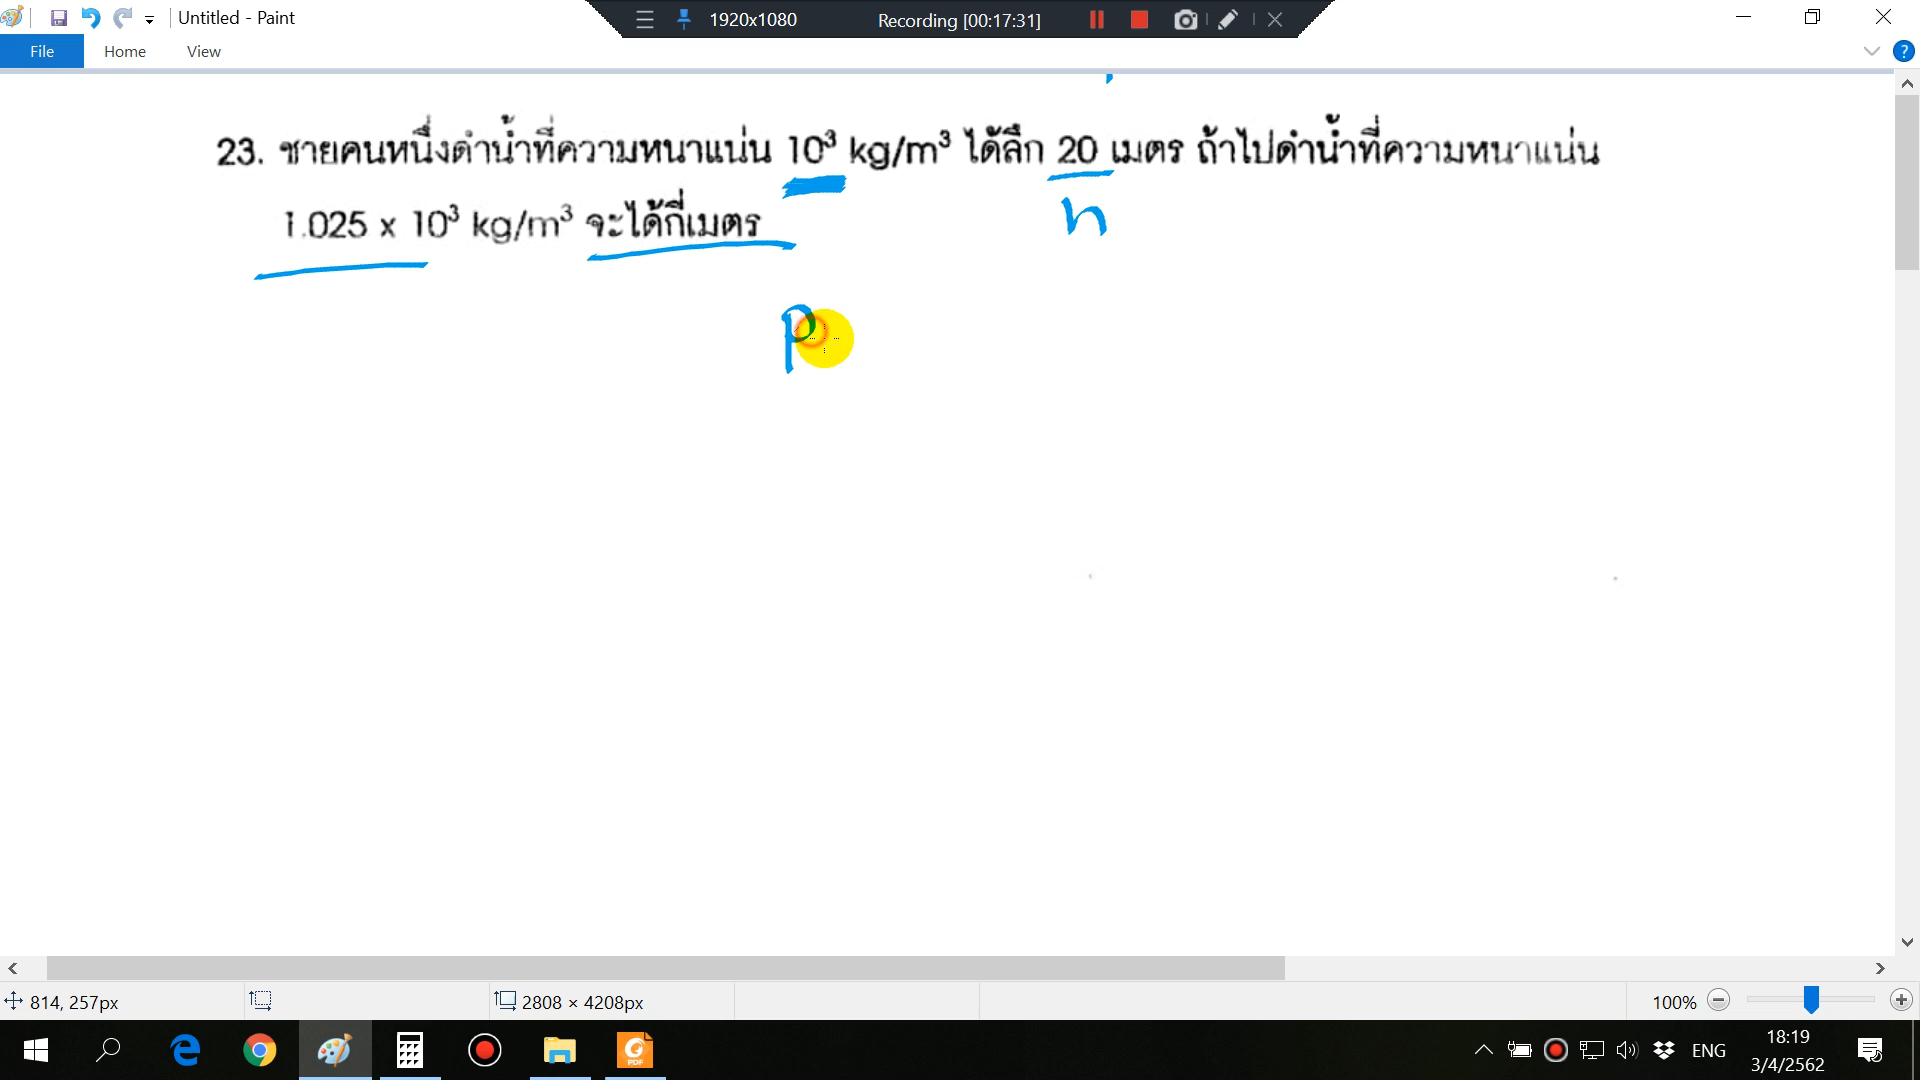 Untitled - Paint
1920x1080
Recording [00:17:31]
File
Home
View
23. ชายคนหนึ่งดำน้ำที่ความหนาแน่น 10³ kg/m³ ได้ลึก 20 เมตร ถ้าไปดำน้ำที่ความหนาแน่น
1.025 x 10³ kg/m³ จะได้กี่เมตร
h
P
814, 257px
2808 × 4208px
100%
PDF
ENG
18:19
3/4/2562